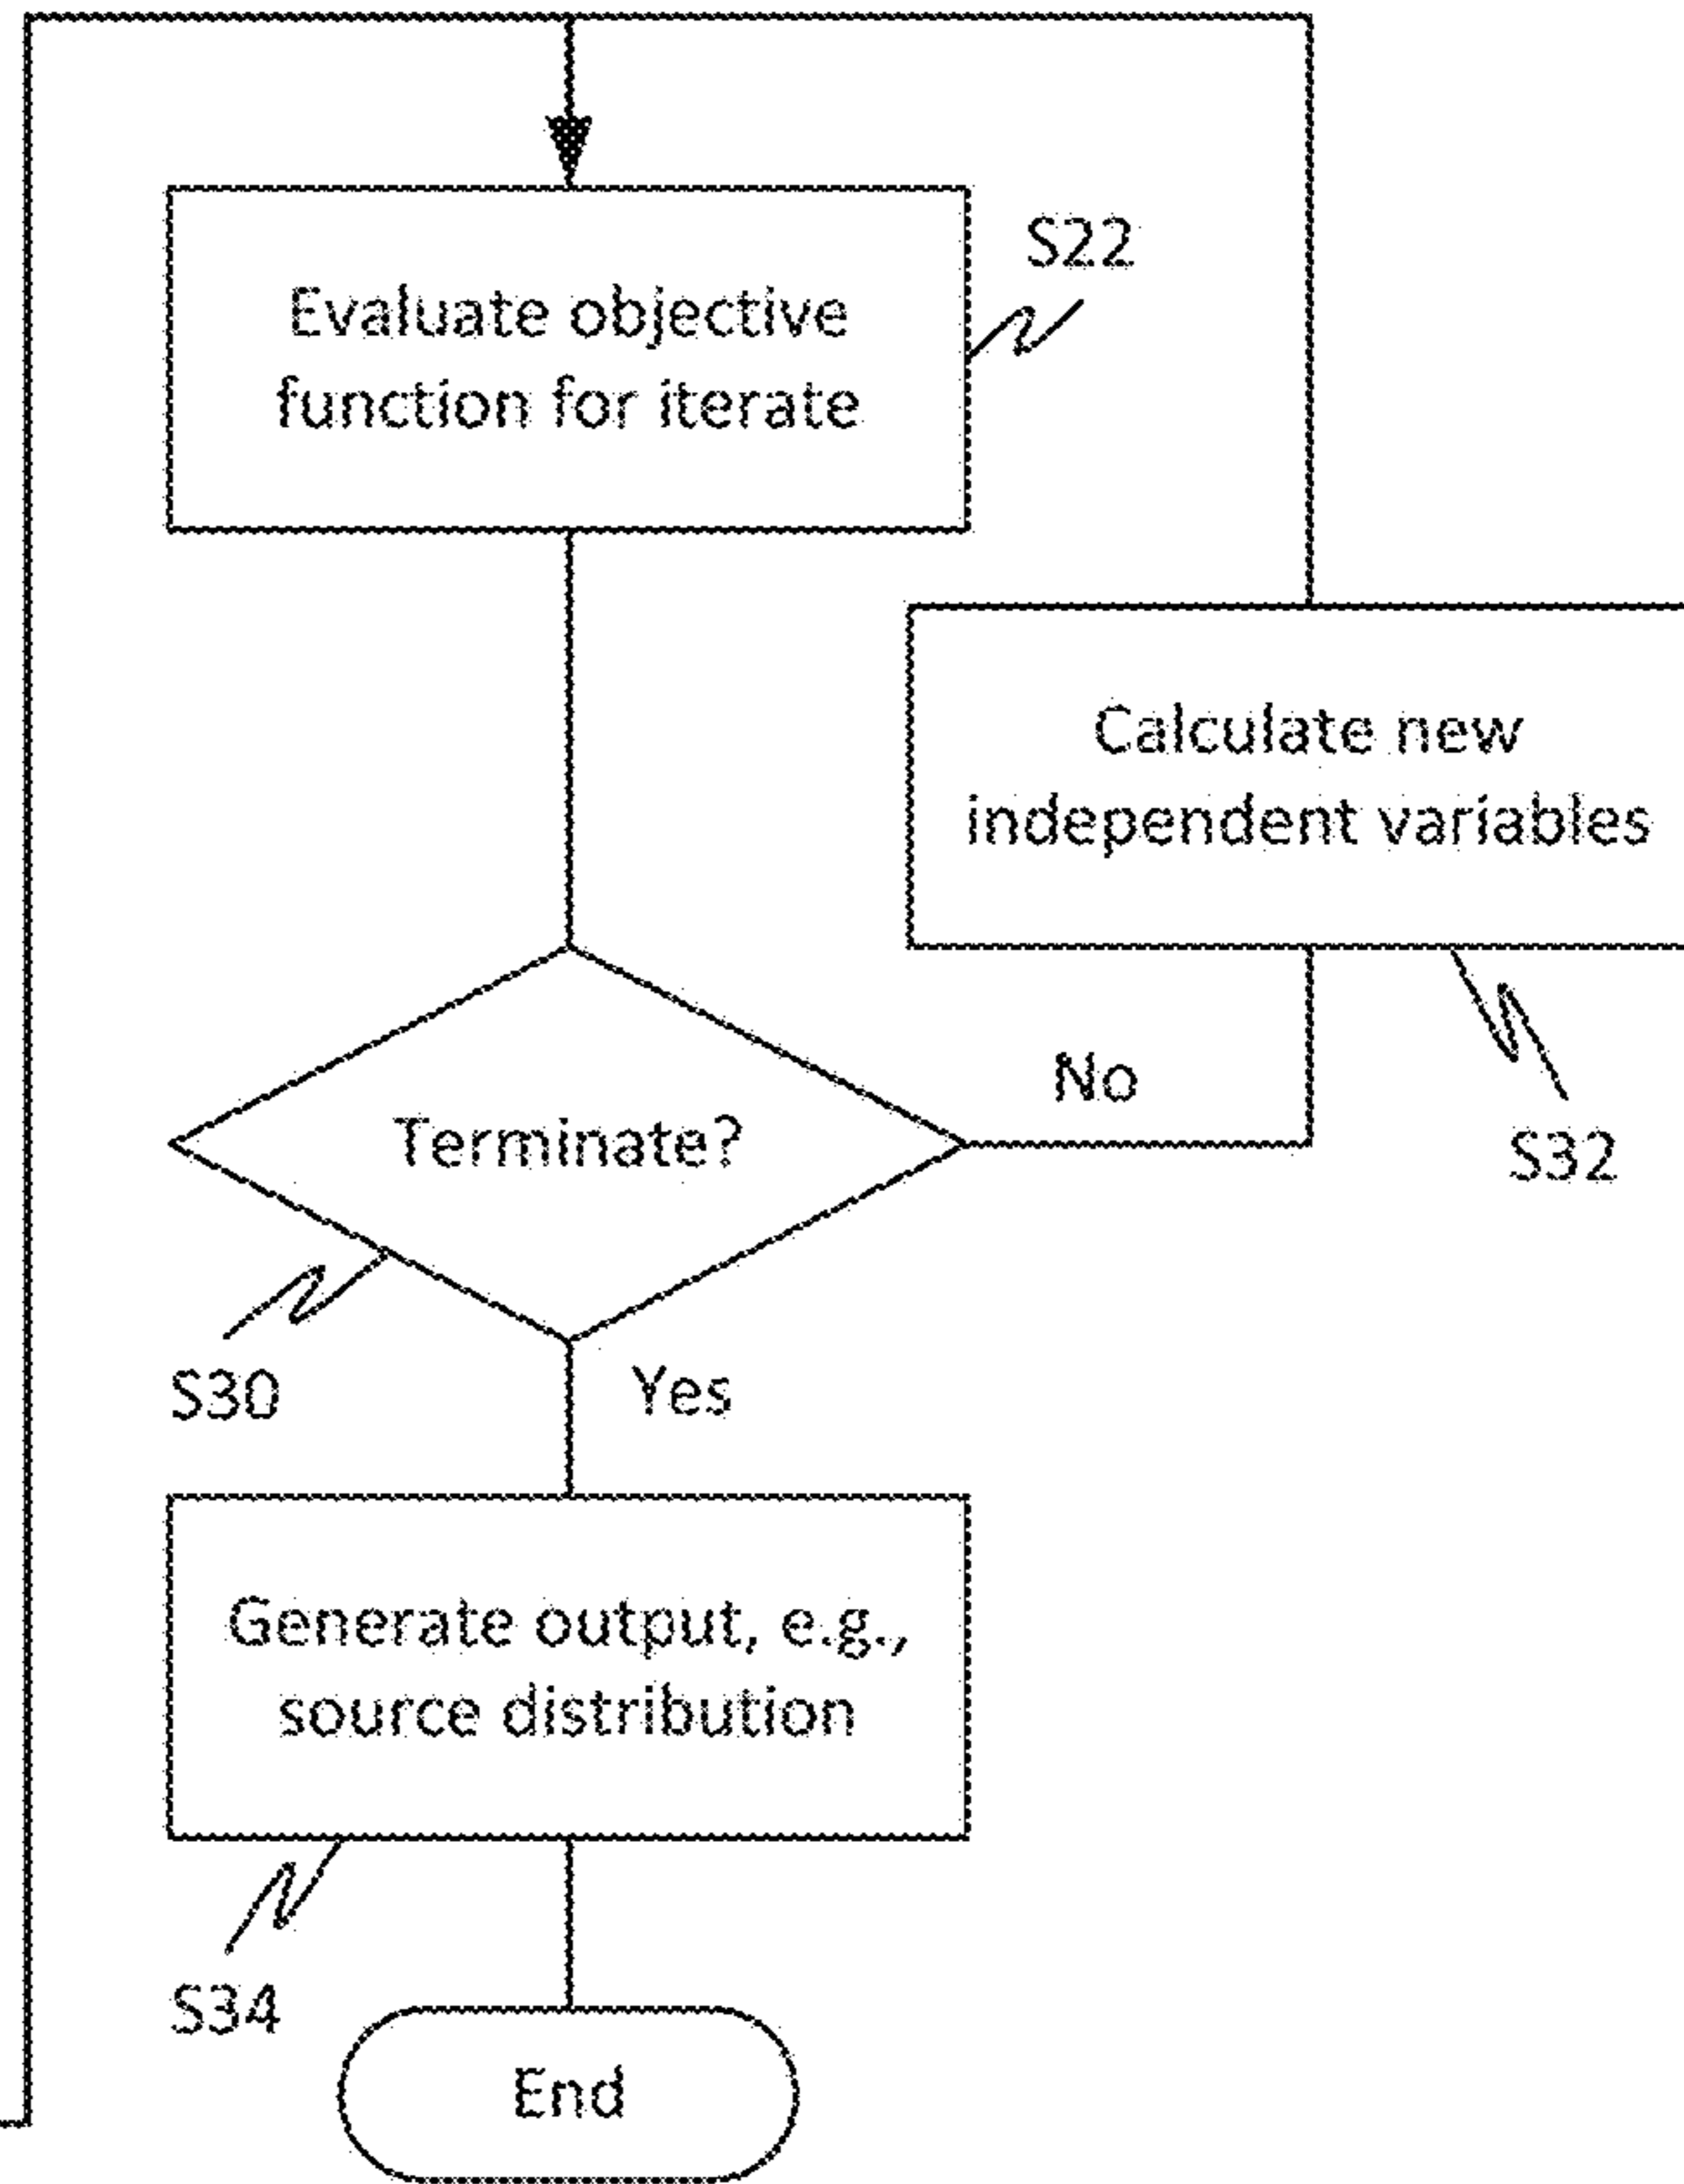 S22
Evaluate objective
function for iterate
Calculate new
independent variables
No
Terminate?
S32
S30
Yes
Generate output, e.g.,
source distribution
S34
End